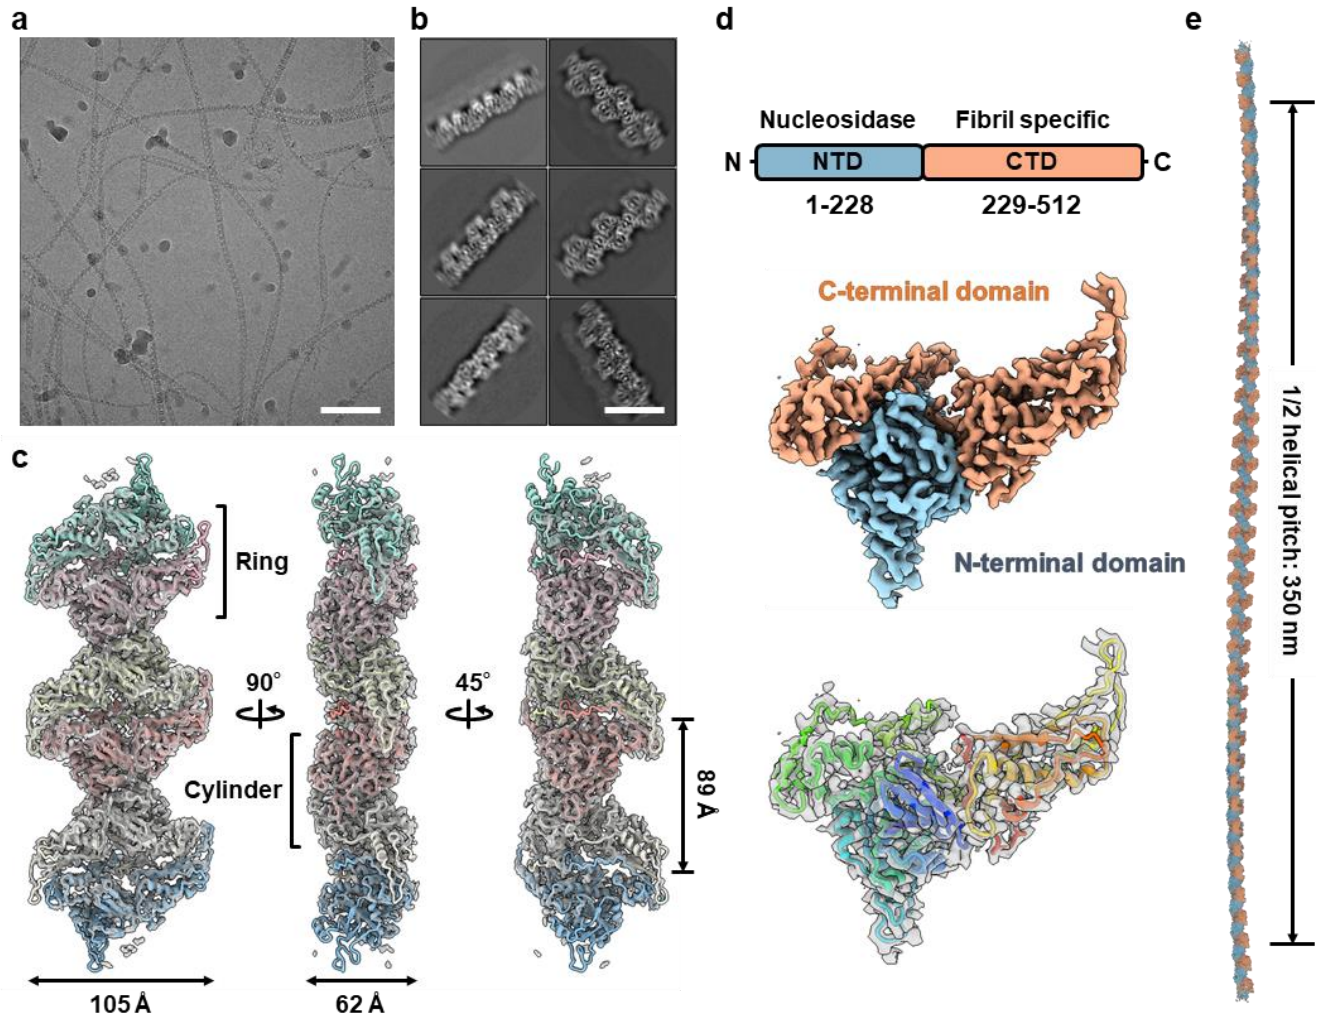 a
b
c
Ring
90°
45°
Cylinder
89 Å
105 Å
62 Å
d
Nucleosidase Fibril specific
N NTD CTD C
1-228 229-512
C-terminal domain
N-terminal domain
e
1/2 helical pitch: 350 nm